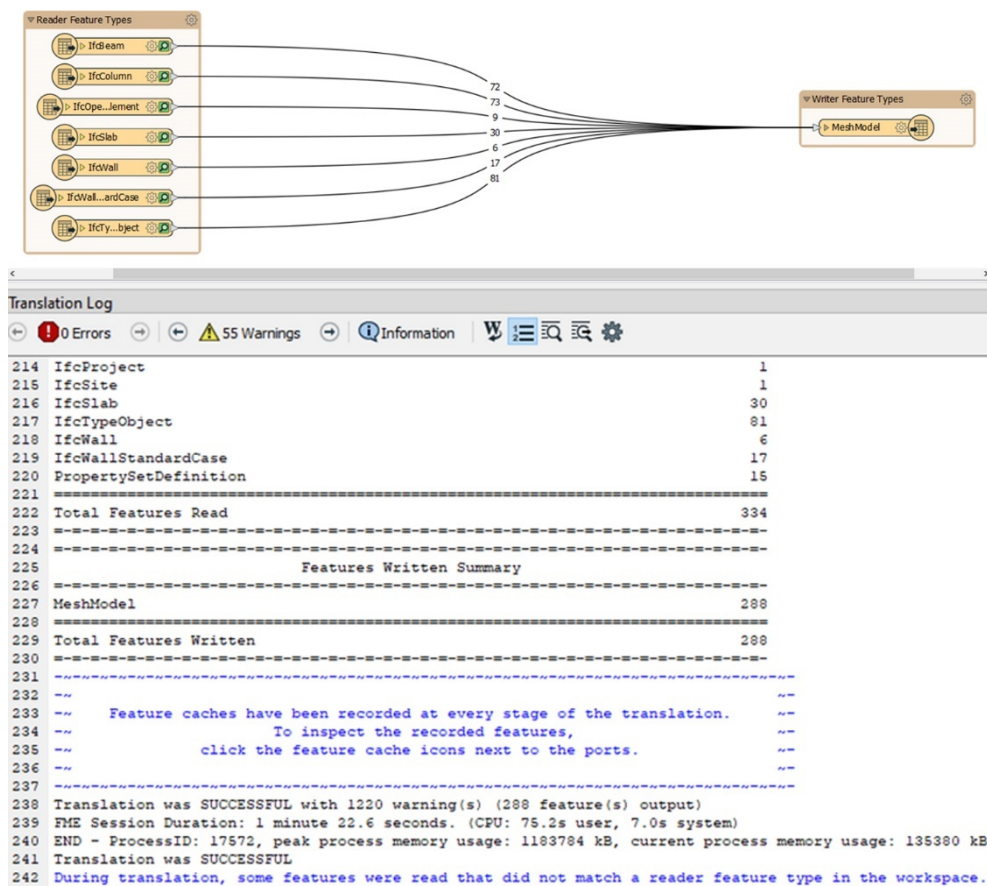 Reader Feature Types
IfcBeam
IfcColumn
IfcOpe...lement
IfcSlab
IfcWall
IfcWall...ardCase
IfcTy...bject
72
73
9
30
6
17
81
Writer Feature Types
MeshModel
Translation Log
0 Errors 55 Warnings Information
214 IfcProject 1
215 IfcSite 1
216 IfcSlab 30
217 IfcTypeObject 81
218 IfcWall 6
219 IfcWallStandardCase 17
220 PropertySetDefinition 15
221 ==============================================================================
222 Total Features Read 334
223 =-=-=-=-=-=-=-=-=-=-=-=-=-=-=-=-=-=-=-=-=-=-=-=-=-=-=-=-=-=-=-=-=-=-=-=-=-=-=-
224 =-=-=-=-=-=-=-=-=-=-=-=-=-=-=-=-=-=-=-=-=-=-=-=-=-=-=-=-=-=-=-=-=-=-=-=-=-=-=-
225 Features Written Summary
226 =-=-=-=-=-=-=-=-=-=-=-=-=-=-=-=-=-=-=-=-=-=-=-=-=-=-=-=-=-=-=-=-=-=-=-=-=-=-=-
227 MeshModel 288
228 ==============================================================================
229 Total Features Written 288
230 =-=-=-=-=-=-=-=-=-=-=-=-=-=-=-=-=-=-=-=-=-=-=-=-=-=-=-=-=-=-=-=-=-=-=-=-=-=-=-
231 -~-~-~-~-~-~-~-~-~-~-~-~-~-~-~-~-~-~-~-~-~-~-~-~-~-~-~-~-~-~-~-~-~-~-~-~-~-~-~-~-
232 -~ ~-
233 -~ Feature caches have been recorded at every stage of the translation. ~-
234 -~ To inspect the recorded features, ~-
235 -~ click the feature cache icons next to the ports. ~-
236 -~ ~-
237 -~-~-~-~-~-~-~-~-~-~-~-~-~-~-~-~-~-~-~-~-~-~-~-~-~-~-~-~-~-~-~-~-~-~-~-~-~-~-~-~-
238 Translation was SUCCESSFUL with 1220 warning(s) (288 feature(s) output)
239 FME Session Duration: 1 minute 22.6 seconds. (CPU: 75.2s user, 7.0s system)
240 END - ProcessID: 17572, peak process memory usage: 1183784 kB, current process memory usage: 135380 kB
241 Translation was SUCCESSFUL
242 During translation, some features were read that did not match a reader feature type in the workspace.